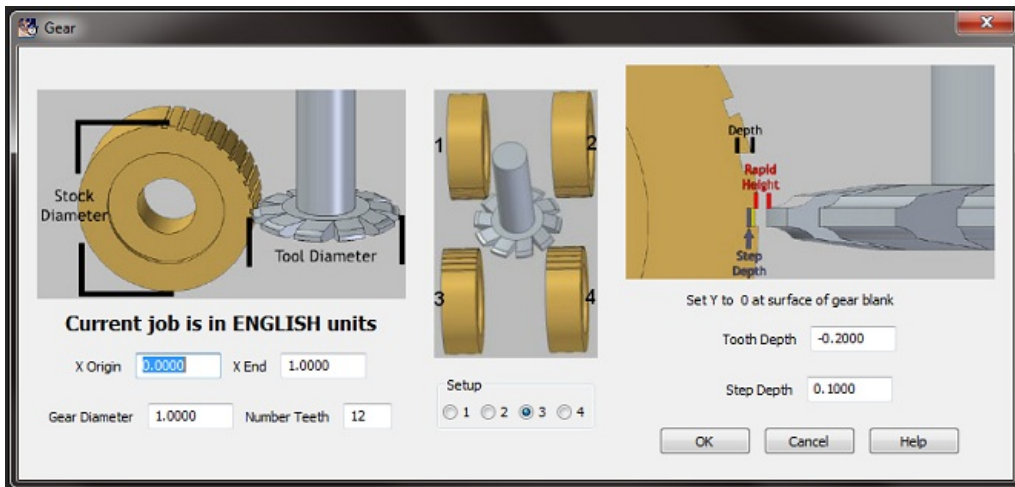 Gear
Stock
Diameter
Tool Diameter
1
2
3
4
Depth
Rapid
Height
Step
Depth
Current job is in ENGLISH units
X Origin 0.0000 X End 1.0000
Gear Diameter 1.0000 Number Teeth 12
Setup
1 2 3 4
Set Y to 0 at surface of gear blank
Tooth Depth -0.2000
Step Depth 0.1000
OK Cancel Help